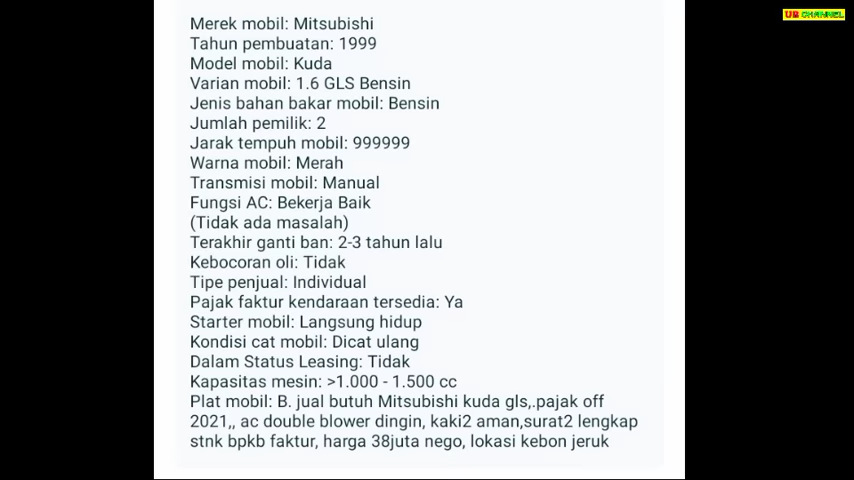 UB CHANNEL
Merek mobil: Mitsubishi
Tahun pembuatan: 1999
Model mobil: Kuda
Varian mobil: 1.6 GLS Bensin
Jenis bahan bakar mobil: Bensin
Jumlah pemilik: 2
Jarak tempuh mobil: 999999
Warna mobil: Merah
Transmisi mobil: Manual
Fungsi AC: Bekerja Baik
(Tidak ada masalah)
Terakhir ganti ban: 2-3 tahun lalu
Kebocoran oli: Tidak
Tipe penjual: Individual
Pajak faktur kendaraan tersedia: Ya
Starter mobil: Langsung hidup
Kondisi cat mobil: Dicat ulang
Dalam Status Leasing: Tidak
Kapasitas mesin: >1.000 - 1.500 cc
Plat mobil: B. jual butuh Mitsubishi kuda gls,.pajak off
2021,, ac double blower dingin, kaki2 aman,surat2 lengkap
stnk bpkb faktur, harga 38juta nego, lokasi kebon jeruk